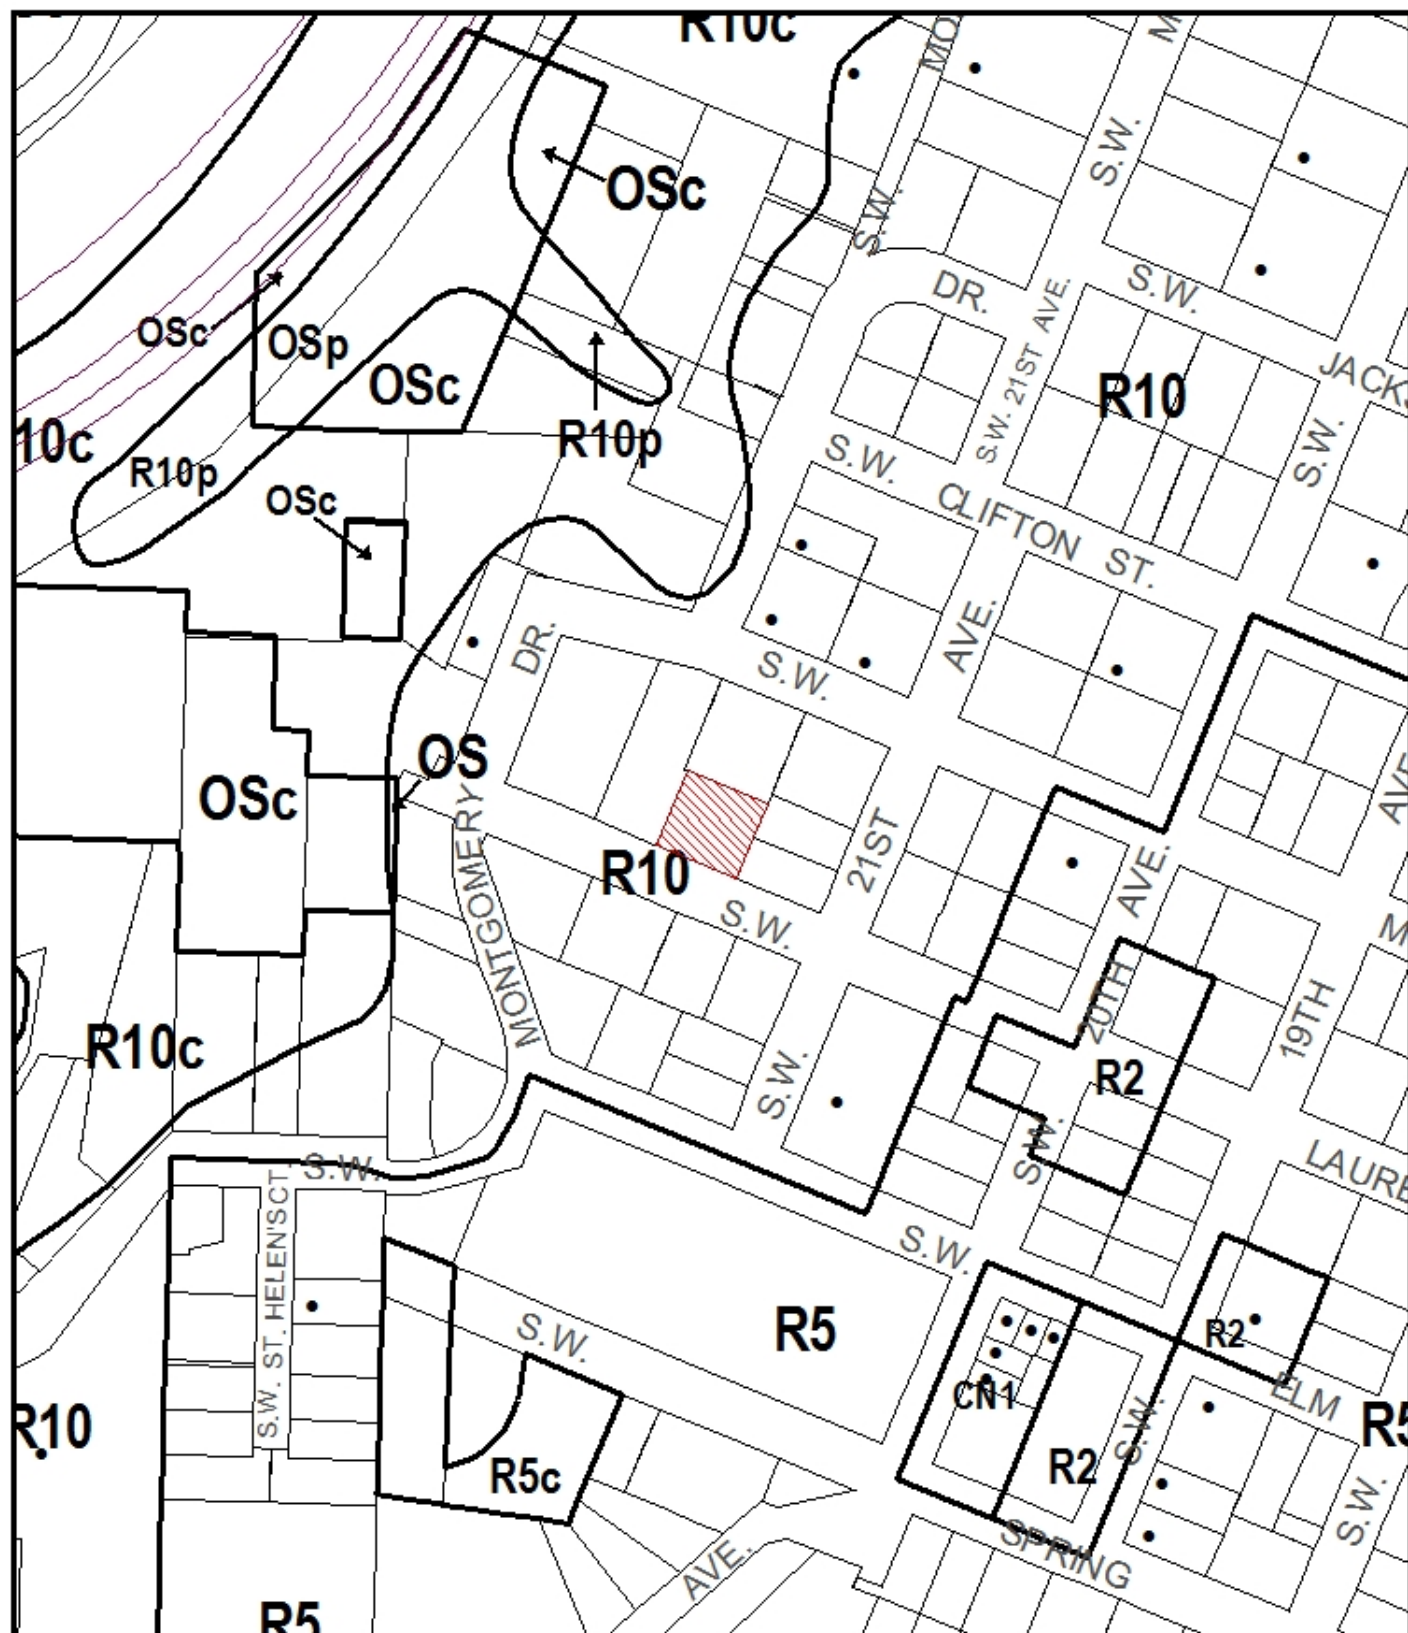 R10c
MO
M
S.W.
OSc
S.W.
DR.
S.W.
OSc
OSp
S.W. 21ST AVE.
OSc
R10
JACKS
10c
R10p
R10p
S.W.
S.W.
OSc
CLIFTON ST.
DR.
AVE.
S.W.
OS
OSc
MONTGOMERY
21ST
AVE
R10
AVE.
S.W.
M
R10c
20TH
19TH
R2
S.W.
S.W.
S.W.
LAURE
S.W. ST. HELEN'S CT.
S.W.
R5
S.W.
R2
CN1
ELM
R10
S.W.
R5
R5c
R2
S.W.
SPRING
AVE.
R5